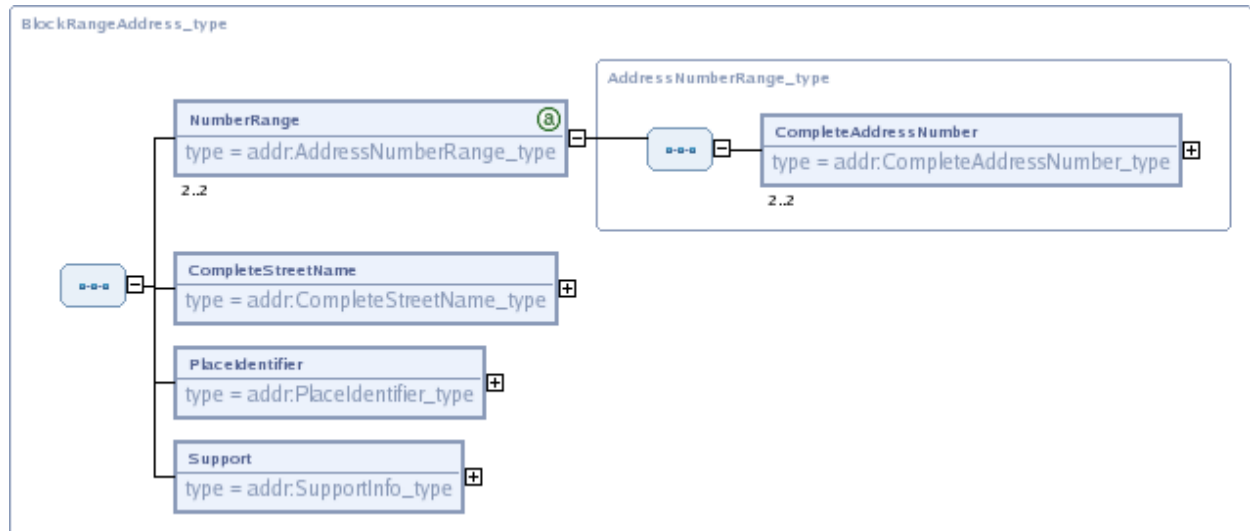 BlockRangeAddress_type
AddressNumberRange_type
NumberRange
a
type = addr:AddressNumberRange_type
2..2
CompleteAddressNumber
type = addr:CompleteAddressNumber_type
2..2
CompleteStreetName
type = addr:CompleteStreetName_type
PlaceIdentifier
type = addr:PlaceIdentifier_type
Support
type = addr:SupportInfo_type